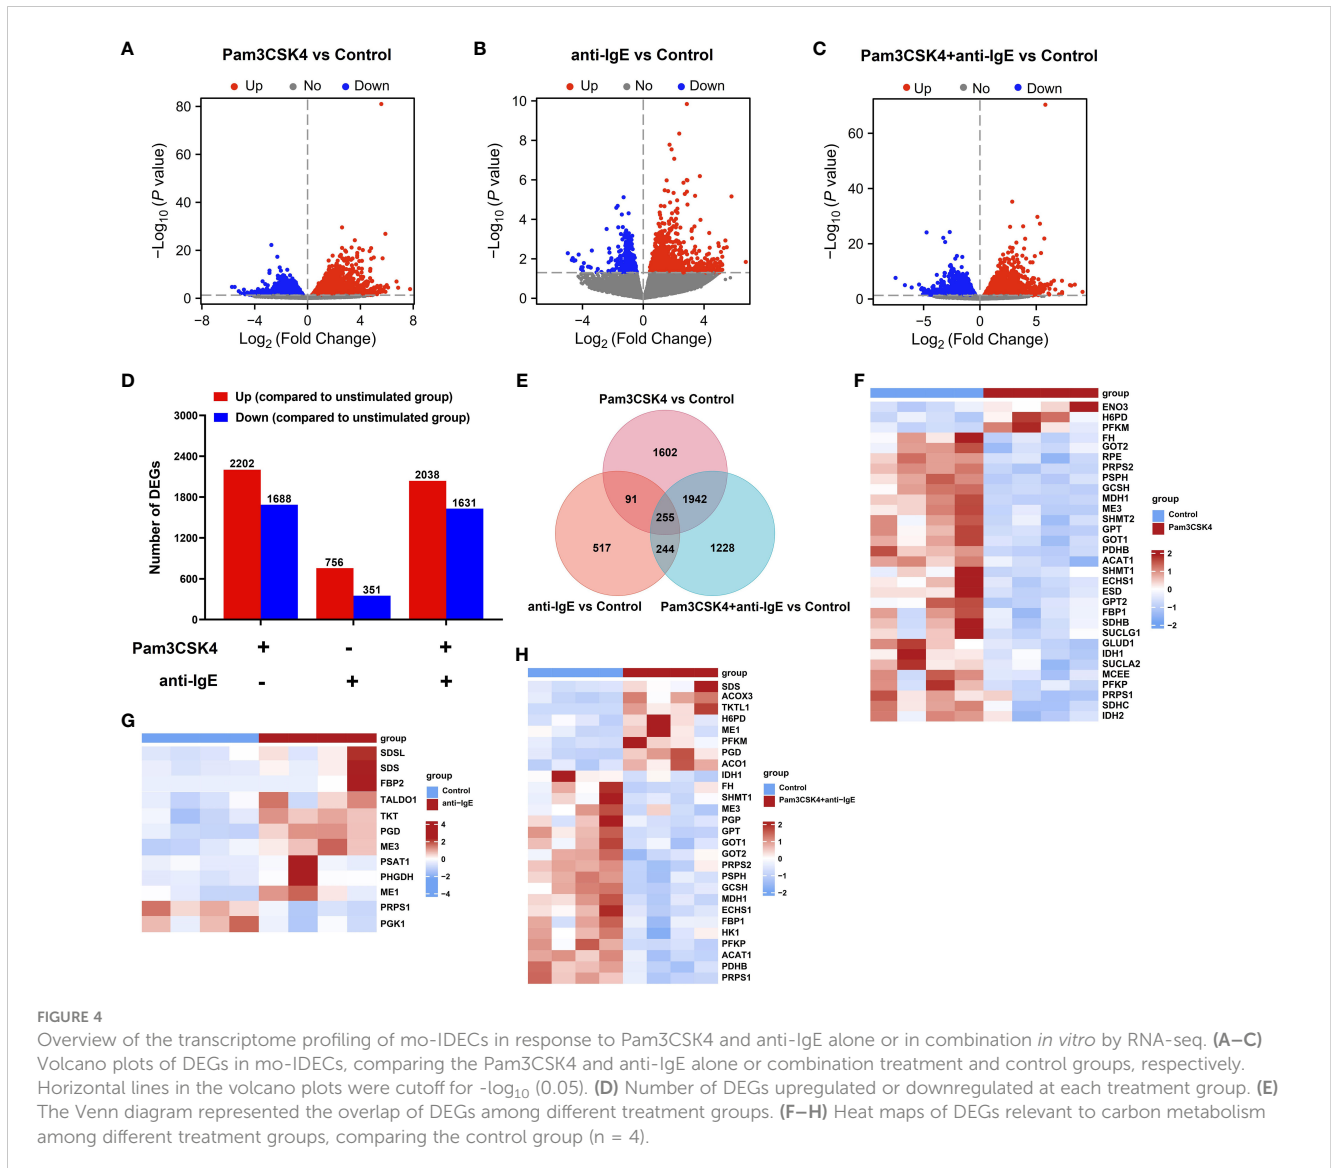 A
Pam3CSK4 vs Control
Up No Down
−Log10 (P value)
80
60
40
20
0
−8 −4 0 4 8
Log2 (Fold Change)
B
anti-IgE vs Control
Up No Down
−Log10 (P value)
10
8
6
4
2
0
−4 0 4
Log2 (Fold Change)
C
Pam3CSK4+anti-IgE vs Control
Up No Down
−Log10 (P value)
60
40
20
0
−5 0 5
Log2 (Fold Change)
D
Up (compared to unstimulated group)
Down (compared to unstimulated group)
Number of DEGs
3000
2400
1800
1200
600
0
2202
1688
756
351
2038
1631
Pam3CSK4 + - +
anti-IgE - + +
E
Pam3CSK4 vs Control
1602
91
1942
255
517
244
1228
anti-IgE vs Control
Pam3CSK4+anti-IgE vs Control
F
group
ENO3
H6PD
PFKM
FH
GOT2
RPE
PRPS2
PSPH
GCSH
MDH1
ME3
SHMT2
GPT
GOT1
PDHB
ACAT1
SHMT1
ECHS1
ESD
GPT2
FBP1
SDHB
SUCLG1
GLUD1
IDH1
SUCLA2
MCEE
PFKP
PRPS1
SDHC
IDH2
group
Control
Pam3CSK4
2
1
0
−1
−2
G
group
SDSL
SDS
FBP2
TALDO1
TKT
PGD
ME3
PSAT1
PHGDH
ME1
PRPS1
PGK1
group
Control
anti−IgE
4
2
0
−2
−4
H
group
SDS
ACOX3
TKTL1
H6PD
ME1
PFKM
PGD
ACO1
IDH1
FH
SHMT1
ME3
PGP
GPT
GOT1
GOT2
PRPS2
PSPH
GCSH
MDH1
ECHS1
FBP1
HK1
PFKP
ACAT1
PDHB
PRPS1
group
Control
Pam3CSK4+anti−IgE
2
1
0
−1
−2
FIGURE 4
Overview of the transcriptome profiling of mo-IDECs in response to Pam3CSK4 and anti-IgE alone or in combination in vitro by RNA-seq. (A–C)
Volcano plots of DEGs in mo-IDECs, comparing the Pam3CSK4 and anti-IgE alone or combination treatment and control groups, respectively.
Horizontal lines in the volcano plots were cutoff for -log10 (0.05). (D) Number of DEGs upregulated or downregulated at each treatment group. (E)
The Venn diagram represented the overlap of DEGs among different treatment groups. (F–H) Heat maps of DEGs relevant to carbon metabolism
among different treatment groups, comparing the control group (n = 4).